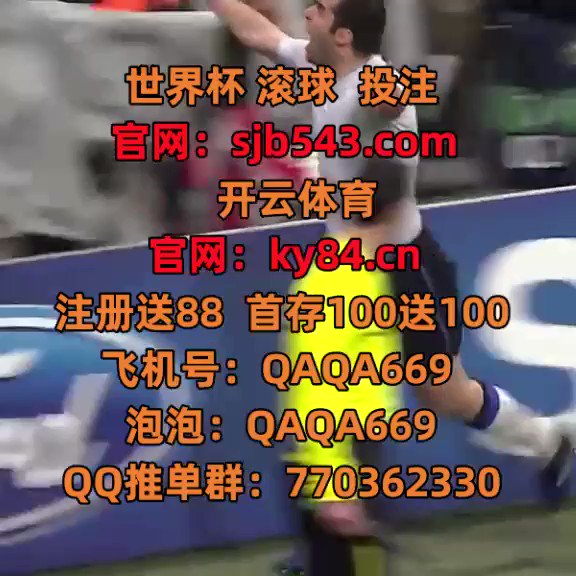 世界杯 滚球 投注
官网：sjb543.com
开云体育
官网：ky84.cn
注册送88 首存100送100
飞机号：QAQA669
泡泡：QAQA669
QQ推单群：770362330